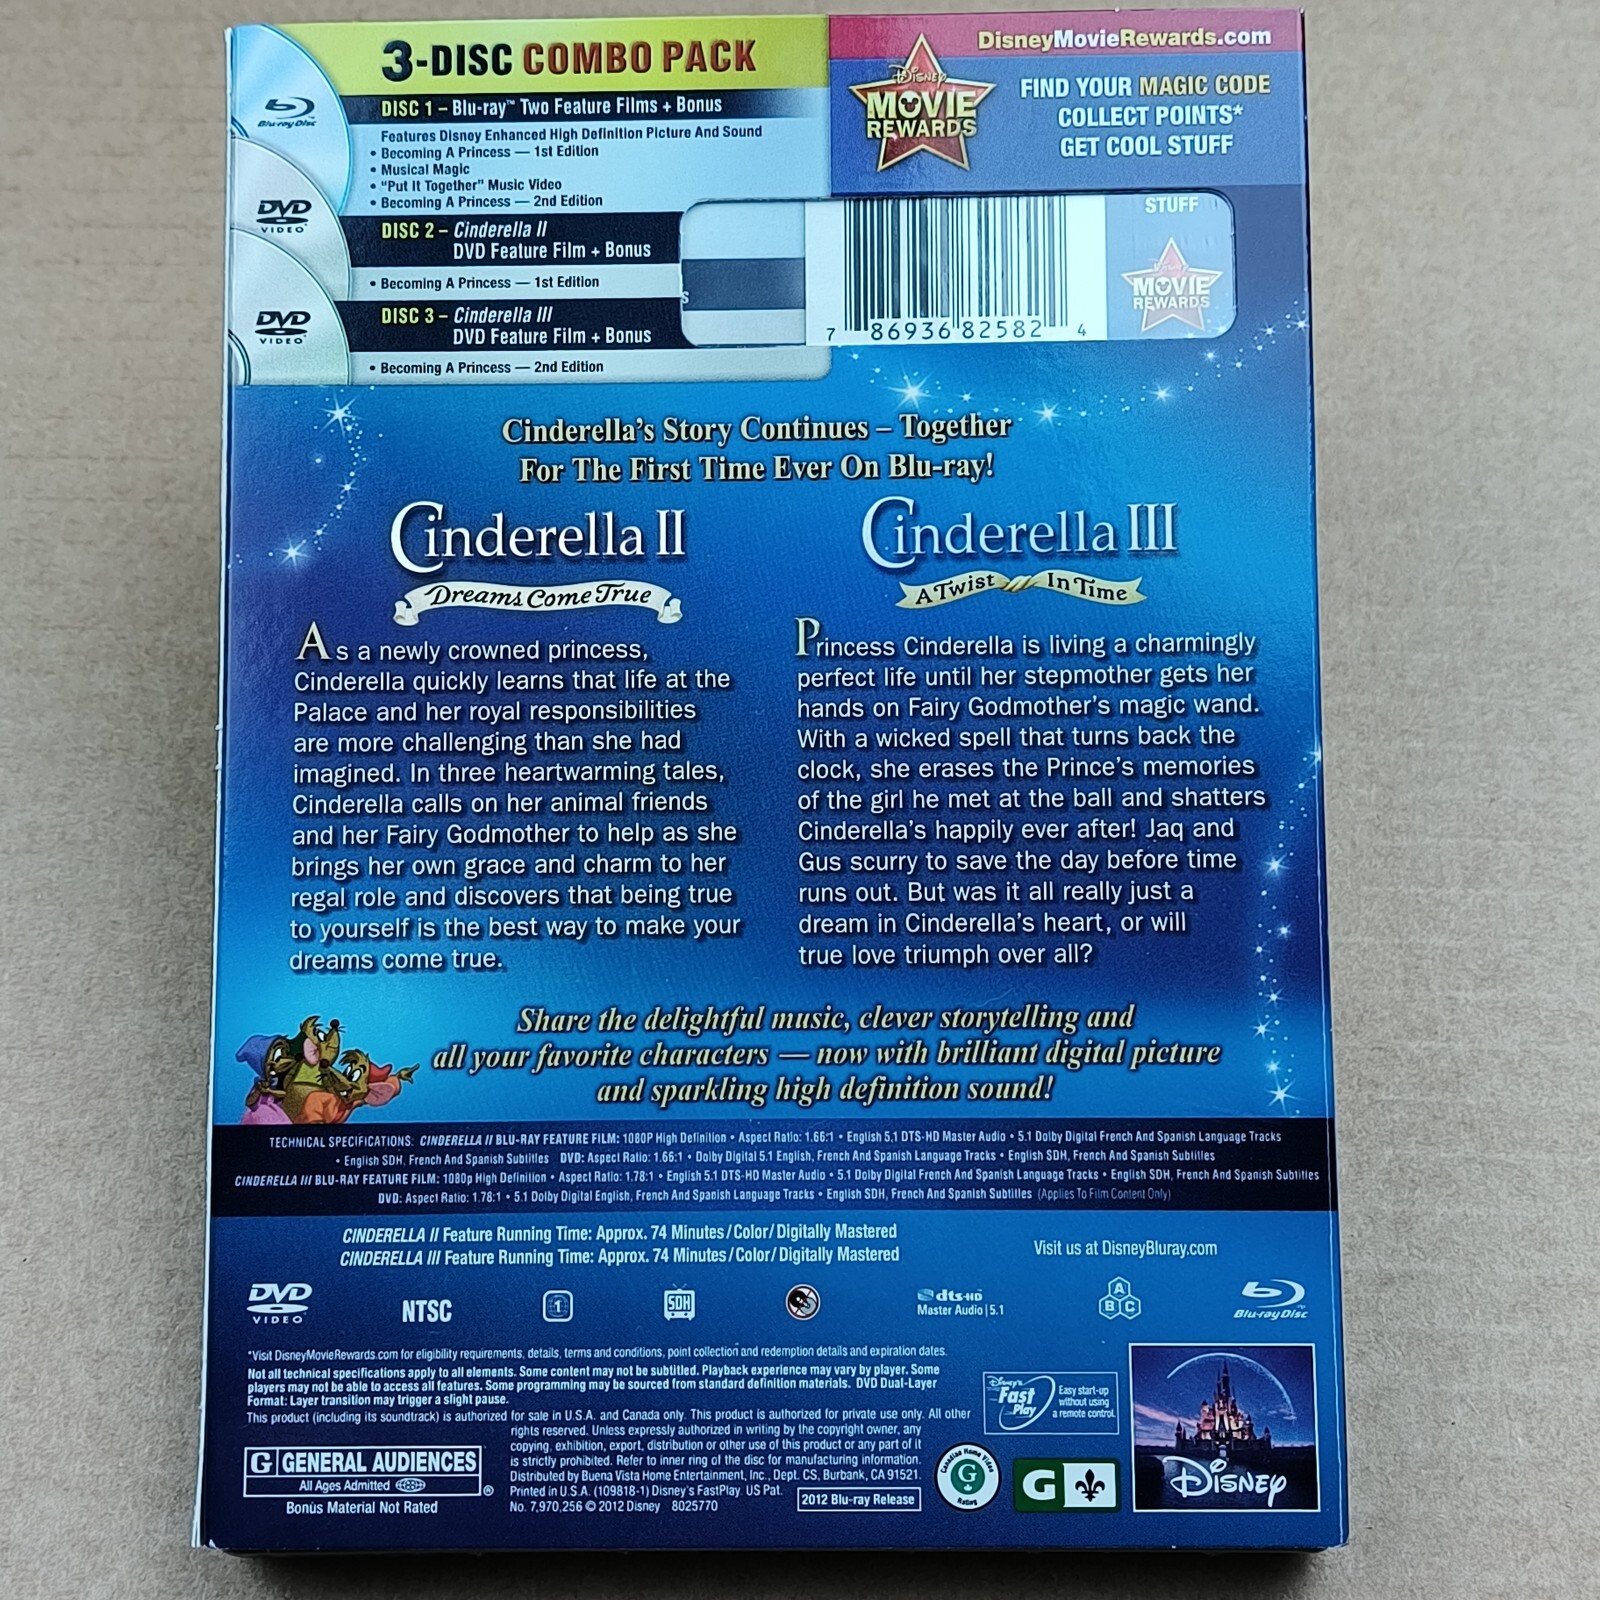 3-DISC COMBO PACK
DISC 1 – Blu-ray™ Two Feature Films + Bonus
Features Disney Enhanced High Definition Picture And Sound
• Becoming A Princess — 1st Edition
• Musical Magic
• "Put It Together" Music Video
• Becoming A Princess — 2nd Edition
DISC 2 – Cinderella II
DVD Feature Film + Bonus
• Becoming A Princess — 1st Edition
DISC 3 – Cinderella III
DVD Feature Film + Bonus
• Becoming A Princess — 2nd Edition
Blu-ray Disc
DVD
VIDEO
DVD
VIDEO
DisneyMovieRewards.com
Disney
MOVIE
REWARDS
FIND YOUR MAGIC CODE
COLLECT POINTS*
GET COOL STUFF
s
7 86936 82582 4
STUFF
Disney
MOVIE
REWARDS
Cinderella's Story Continues – Together
For The First Time Ever On Blu-ray!
Cinderella II
Dreams Come True
As a newly crowned princess,
Cinderella quickly learns that life at the
Palace and her royal responsibilities
are more challenging than she had
imagined. In three heartwarming tales,
Cinderella calls on her animal friends
and her Fairy Godmother to help as she
brings her own grace and charm to her
regal role and discovers that being true
to yourself is the best way to make your
dreams come true.
Cinderella III
A Twist In Time
Princess Cinderella is living a charmingly
perfect life until her stepmother gets her
hands on Fairy Godmother's magic wand.
With a wicked spell that turns back the
clock, she erases the Prince's memories
of the girl he met at the ball and shatters
Cinderella's happily ever after! Jaq and
Gus scurry to save the day before time
runs out. But was it all really just a
dream in Cinderella's heart, or will
true love triumph over all?
Share the delightful music, clever storytelling and
all your favorite characters — now with brilliant digital picture
and sparkling high definition sound!
TECHNICAL SPECIFICATIONS: CINDERELLA II BLU-RAY FEATURE FILM: 1080P High Definition • Aspect Ratio: 1.66:1 • English 5.1 DTS-HD Master Audio • 5.1 Dolby Digital French And Spanish Language Tracks
• English SDH, French And Spanish Subtitles DVD: Aspect Ratio: 1.66:1 • Dolby Digital 5.1 English, French And Spanish Language Tracks • English SDH, French And Spanish Subtitles
CINDERELLA III BLU-RAY FEATURE FILM: 1080p High Definition • Aspect Ratio: 1.78:1 • English 5.1 DTS-HD Master Audio • 5.1 Dolby Digital French And Spanish Language Tracks • English SDH, French And Spanish Subtitles
DVD: Aspect Ratio: 1.78:1 • 5.1 Dolby Digital English, French And Spanish Language Tracks • English SDH, French And Spanish Subtitles (Applies To Film Content Only)
CINDERELLA II Feature Running Time: Approx. 74 Minutes/Color/Digitally Mastered
CINDERELLA III Feature Running Time: Approx. 74 Minutes/Color/Digitally Mastered
Visit us at DisneyBluray.com
DVD
VIDEO
NTSC
1
SDH
dts-HD
Master Audio | 5.1
A
B C
Blu-ray Disc
*Visit DisneyMovieRewards.com for eligibility requirements, details, terms and conditions, point collection and redemption details and expiration dates.
Not all technical specifications apply to all elements. Some content may not be subtitled. Playback experience may vary by player. Some
players may not be able to access all features. Some programming may be sourced from standard definition materials. DVD Dual-Layer
Format: Layer transition may trigger a slight pause.
This product (including its soundtrack) is authorized for sale in U.S.A. and Canada only. This product is authorized for private use only. All other
rights reserved. Unless expressly authorized in writing by the copyright owner, any
copying, exhibition, export, distribution or other use of this product or any part of it
is strictly prohibited. Refer to inner ring of the disc for manufacturing information.
Distributed by Buena Vista Home Entertainment, Inc., Dept. CS, Burbank, CA 91521.
Printed in U.S.A. (109818-1) Disney's FastPlay. US Pat.
No. 7,970,256 © 2012 Disney 8025770
2012 Blu-ray Release
G GENERAL AUDIENCES
All Ages Admitted
®
Bonus Material Not Rated
Disney's
Fast
Play
Easy start-up
without using
a remote control.
Canadian Home Video
G
Rating
G
Disney